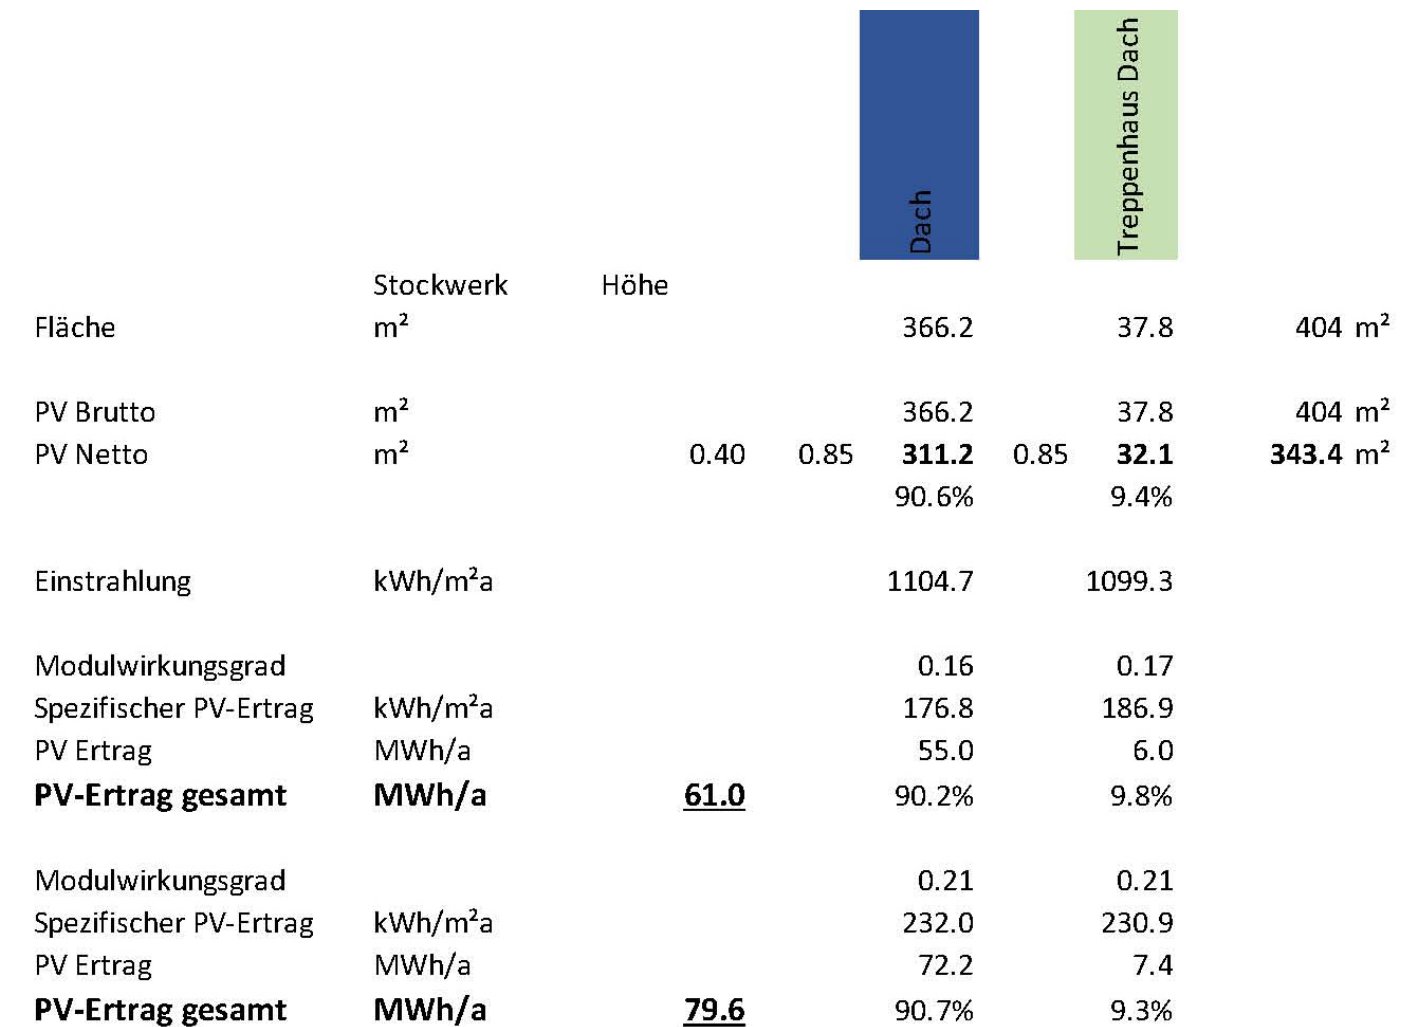 Dach
Treppenhaus Dach
Stockwerk Höhe
Fläche m² 366.2 37.8 404 m²
PV Brutto m² 366.2 37.8 404 m²
PV Netto m² 0.40 0.85 311.2 0.85 32.1 343.4 m²
90.6% 9.4%
Einstrahlung kWh/m²a 1104.7 1099.3
Modulwirkungsgrad 0.16 0.17
Spezifischer PV-Ertrag kWh/m²a 176.8 186.9
PV Ertrag MWh/a 55.0 6.0
PV-Ertrag gesamt MWh/a 61.0 90.2% 9.8%
Modulwirkungsgrad 0.21 0.21
Spezifischer PV-Ertrag kWh/m²a 232.0 230.9
PV Ertrag MWh/a 72.2 7.4
PV-Ertrag gesamt MWh/a 79.6 90.7% 9.3%